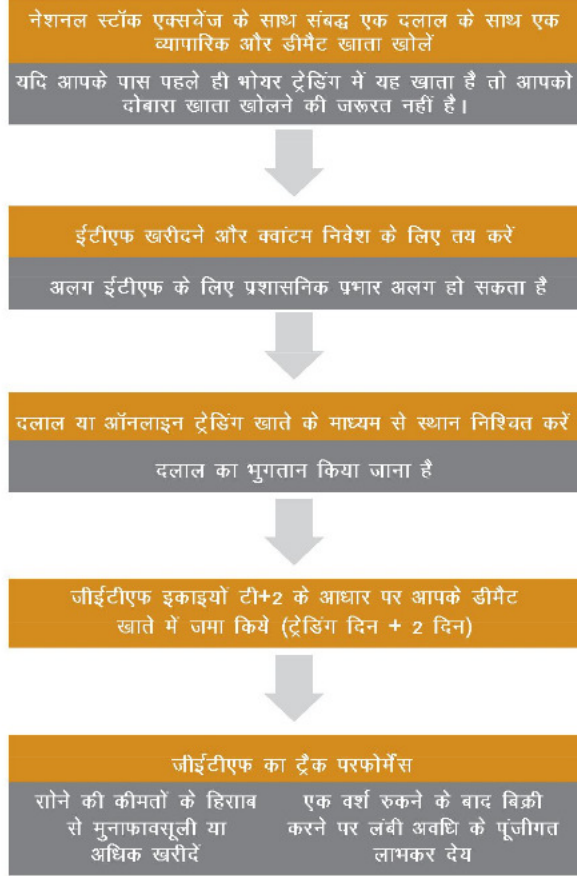 नेशनल स्टॉक एक्सचेंज के साथ संबद्ध एक दलाल के साथ एक
व्यापारिक और डीमैट खाता खोलें
यदि आपके पास पहले ही भोयर ट्रेडिंग में यह खाता है तो आपको
दोबारा खाता खोलने की जरूरत नहीं है।
ईटीएफ खरीदने और क्वांटम निवेश के लिए तय करें
अलग ईटीएफ के लिए प्रशासनिक प्रभार अलग हो सकता है
दलाल या ऑनलाइन ट्रेडिंग खाते के माध्यम से स्थान निश्चित करें
दलाल का भुगतान किया जाना है
जीईटीएफ इकाइयों टी+2 के आधार पर आपके डीमैट
खाते में जमा किये (ट्रेडिंग दिन + 2 दिन)
जीईटीएफ का ट्रैक परफोर्मेंस
सोने की कीमतों के हिसाब
से मुनाफावसूली या
अधिक खरीदें
एक वर्श रुकने के बाद बिक्री
करने पर लंबी अवधि के पूंजीगत
लाभकर देय